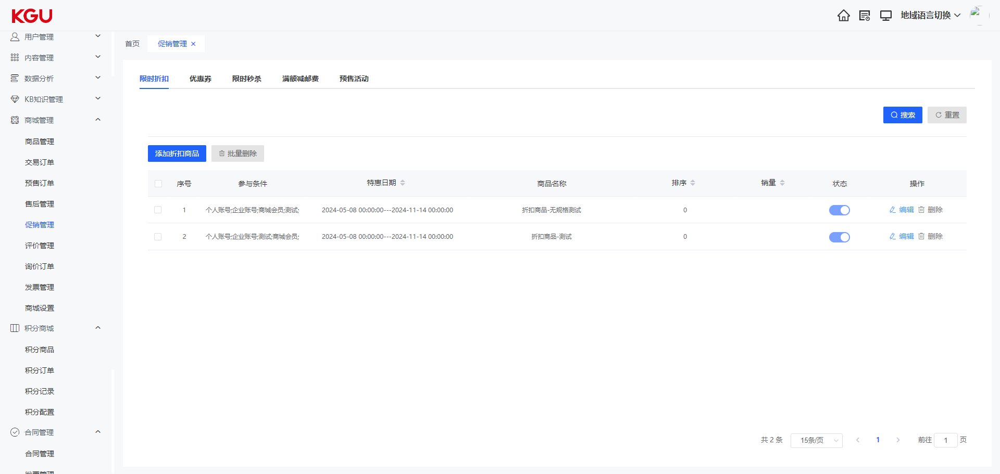 KGU
地域语言切换
用户管理
内容管理
数据分析
KB知识管理
商城管理
商品管理
交易订单
预售订单
售后管理
促销管理
评价管理
询价订单
发票管理
商城设置
积分商城
积分商品
积分订单
积分记录
积分配置
合同管理
合同管理
发票管理
首页 促销管理
限时折扣 优惠券 限时秒杀 满额减邮费 预售活动
搜索 重置
添加折扣商品 批量删除
序号 参与条件 特惠日期 商品名称 排序 销量 状态 操作
1 个人账号;企业账号;商城会员;测试; 2024-05-08 00:00:00---2024-11-14 00:00:00 折扣商品-无规格测试 0 编辑 删除
2 个人账号;企业账号;测试;商城会员; 2024-05-08 00:00:00---2024-11-14 00:00:00 折扣商品-测试 0 编辑 删除
共 2 条 15条/页 1 前往 1 页